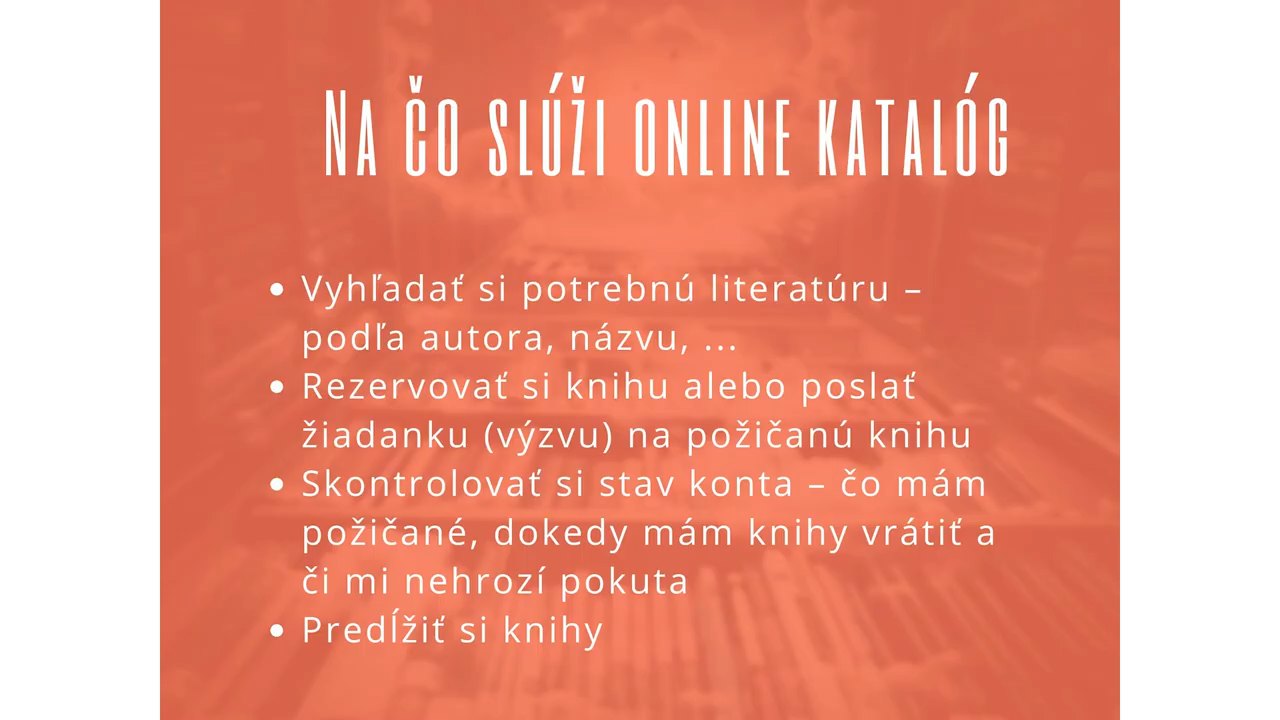 Na čo slúži online katalóg
• Vyhľadať si potrebnú literatúru –
podľa autora, názvu, ...
• Rezervovať si knihu alebo poslať
žiadanku (výzvu) na požičanú knihu
• Skontrolovať si stav konta – čo mám
požičané, dokedy mám knihy vrátiť a
či mi nehrozí pokuta
• Predĺžiť si knihy